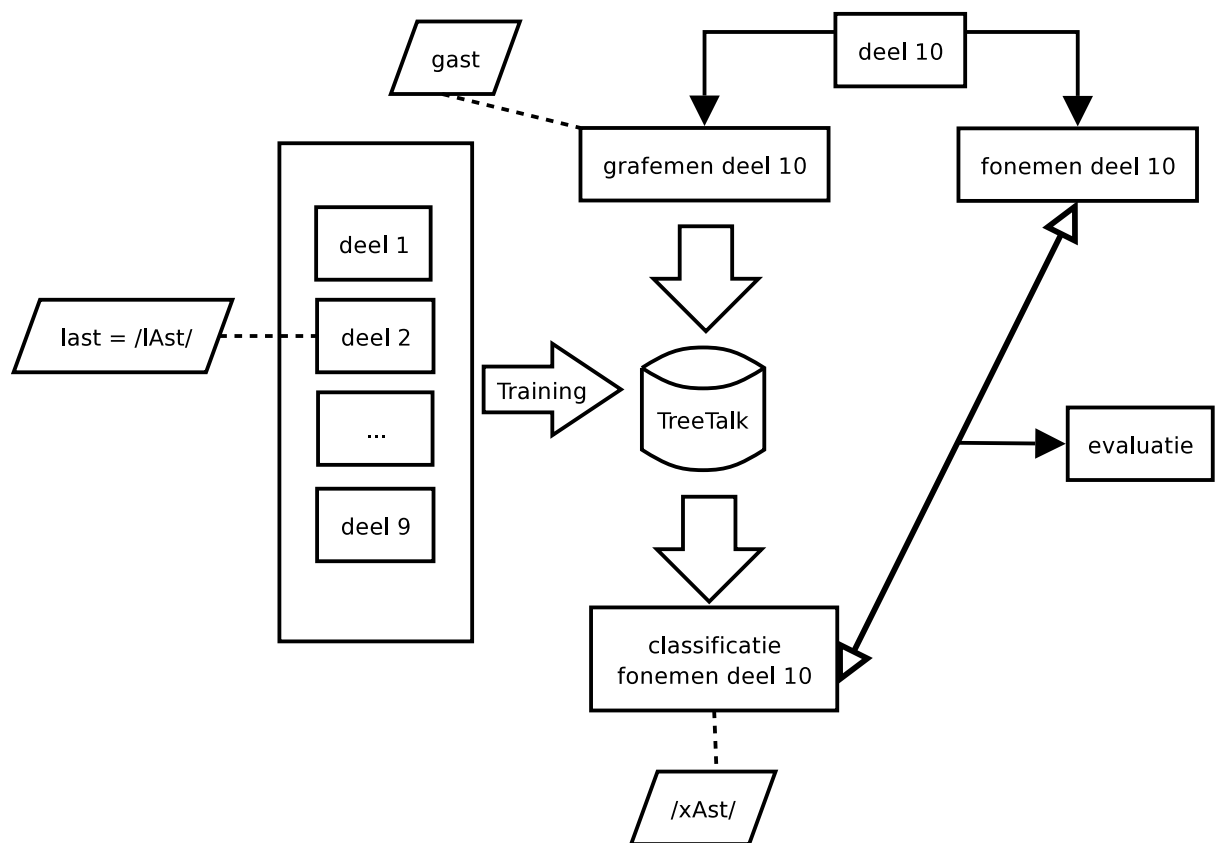 gast
deel 10
grafemen deel 10
fonemen deel 10
deel 1
last = /lAst/
deel 2
Training
...
TreeTalk
evaluatie
deel 9
classificatie
fonemen deel 10
/xAst/